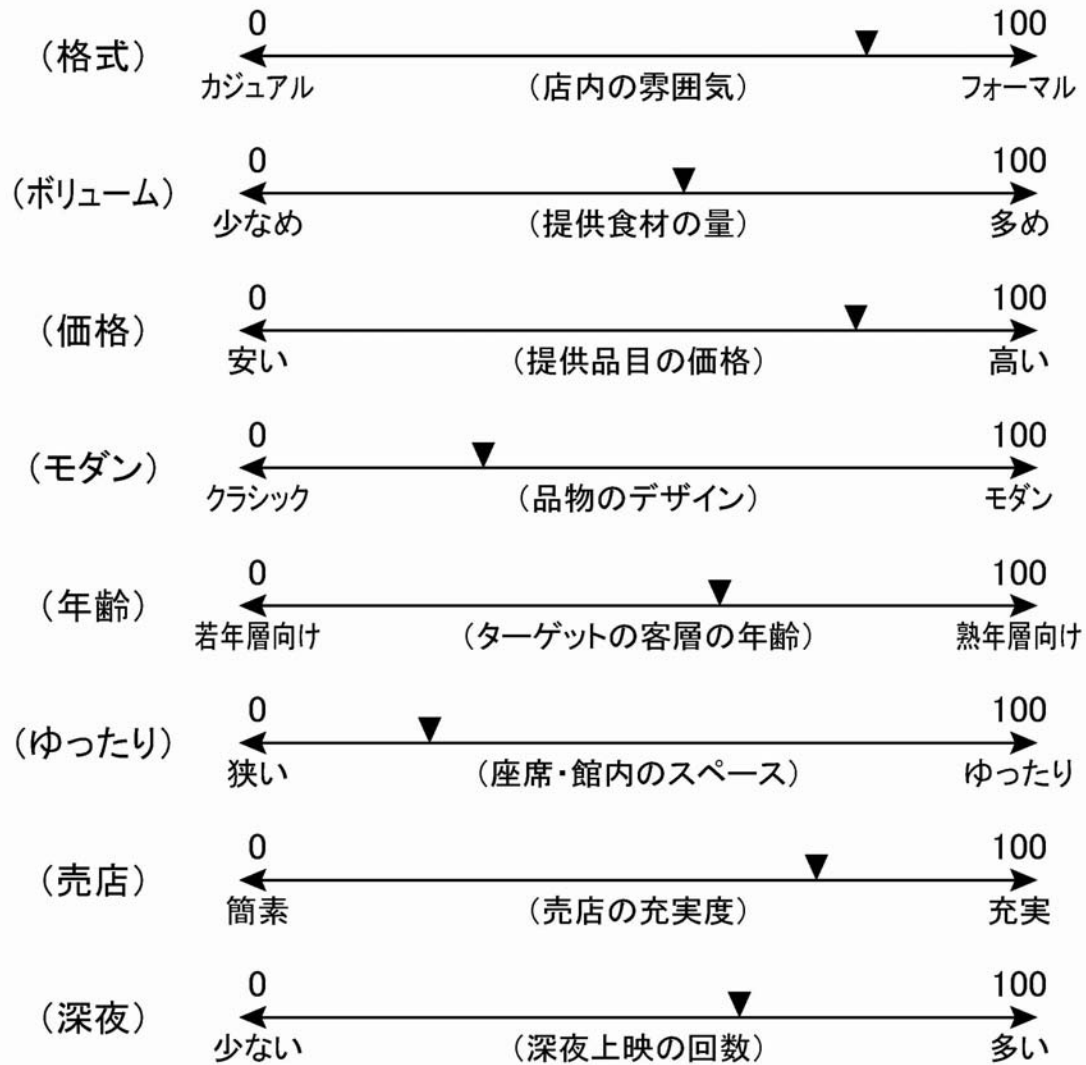 0 100
（格式）
カジュアル （店内の雰囲気） フォーマル
0 100
（ボリューム）
少なめ （提供食材の量） 多め
0 100
（価格）
安い （提供品目の価格） 高い
0 100
（モダン）
クラシック （品物のデザイン） モダン
0 100
（年齢）
若年層向け （ターゲットの客層の年齢） 熟年層向け
0 100
（ゆったり）
狭い （座席・館内のスペース） ゆったり
0 100
（売店）
簡素 （売店の充実度） 充実
0 100
（深夜）
少ない （深夜上映の回数） 多い